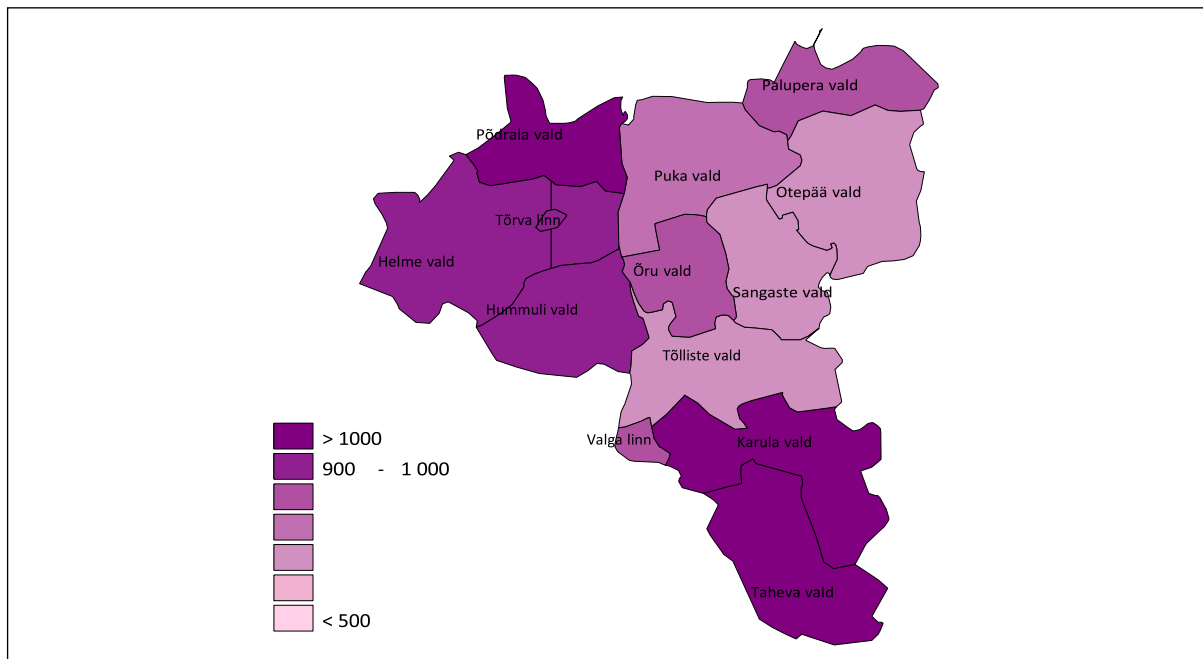 Palupera vald
Põdrala vald
Puka vald
Otepää vald
Tõrva linn
Helme vald
Õru vald
Sangaste vald
Hummuli vald
Tõlliste vald
Valga linn
Karula vald
Taheva vald
> 1000
900 - 1 000
< 500